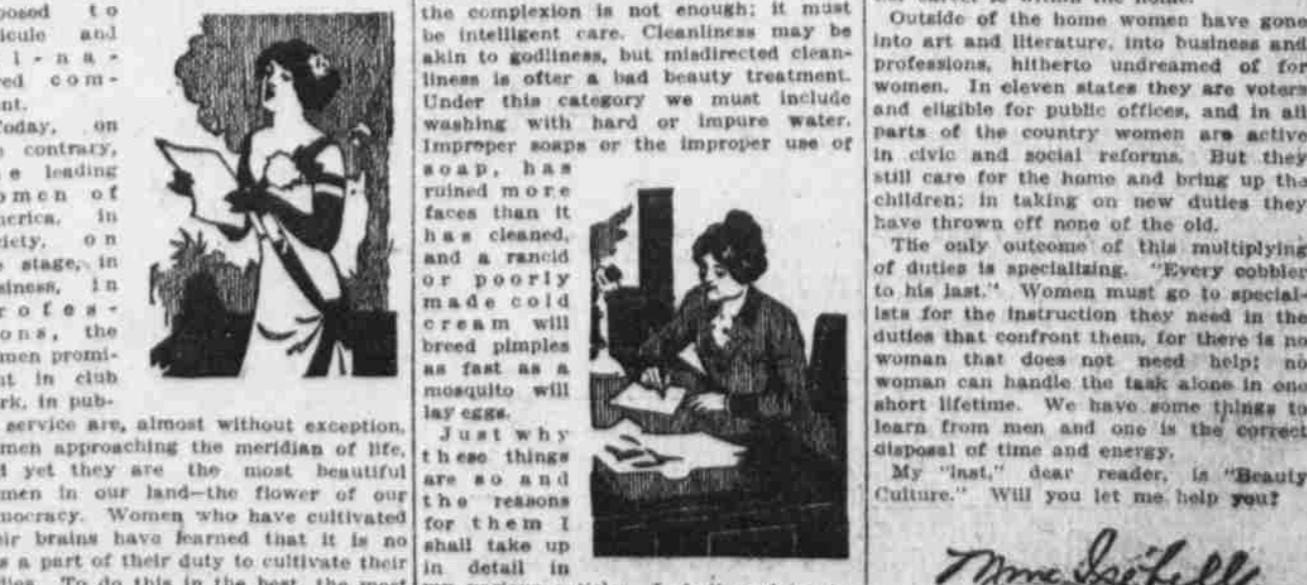 posed to
icule and
i - n a -
red com-
ent.
Today, on
contrary,
e leading
omen of
merica, in
iety, on
stage, in
siness, in
r o f e s -
ons, the
men promi-
nt in club
rk, in pub-
service are, almost without exception,
men approaching the meridian of life,
d yet they are the most beautiful
men in our land—the flower of our
mocracy. Women who have cultivated
eir brains have learned that it is no
s a part of their duty to cultivate their
To do this in the best, the most
the complexion is not enough; it must
be intelligent care. Cleanliness may be
akin to godliness, but misdirected clean-
liness is ofter a bad beauty treatment.
Under this category we must include
washing with hard or impure water.
Improper soaps or the improper use of
soap, has
ruined more
faces than it
has cleaned,
and a rancid
or poorly
made cold
cream will
breed pimples
as fast as a
mosquito will
lay eggs.
Just why
these things
are so and
the reasons
for them I
shall take up
in detail in
Outside of the home women have gone
into art and literature, into business and
professions, hitherto undreamed of for
women. In eleven states they are voters
and eligible for public offices, and in all
parts of the country women are active
in civic and social reforms. But they
still care for the home and bring up the
children; in taking on new duties they
have thrown off none of the old.
The only outcome of this multiplying
of duties is specializing. "Every cobbler
to his last." Women must go to special-
ists for the instruction they need in the
duties that confront them, for there is no
woman that does not need help; no
woman can handle the task alone in one
short lifetime. We have some things to
learn from men and one is the correct
disposal of time and energy.
My "last," dear reader, is "Beauty
Culture." Will you let me help you?
Mme Isebell